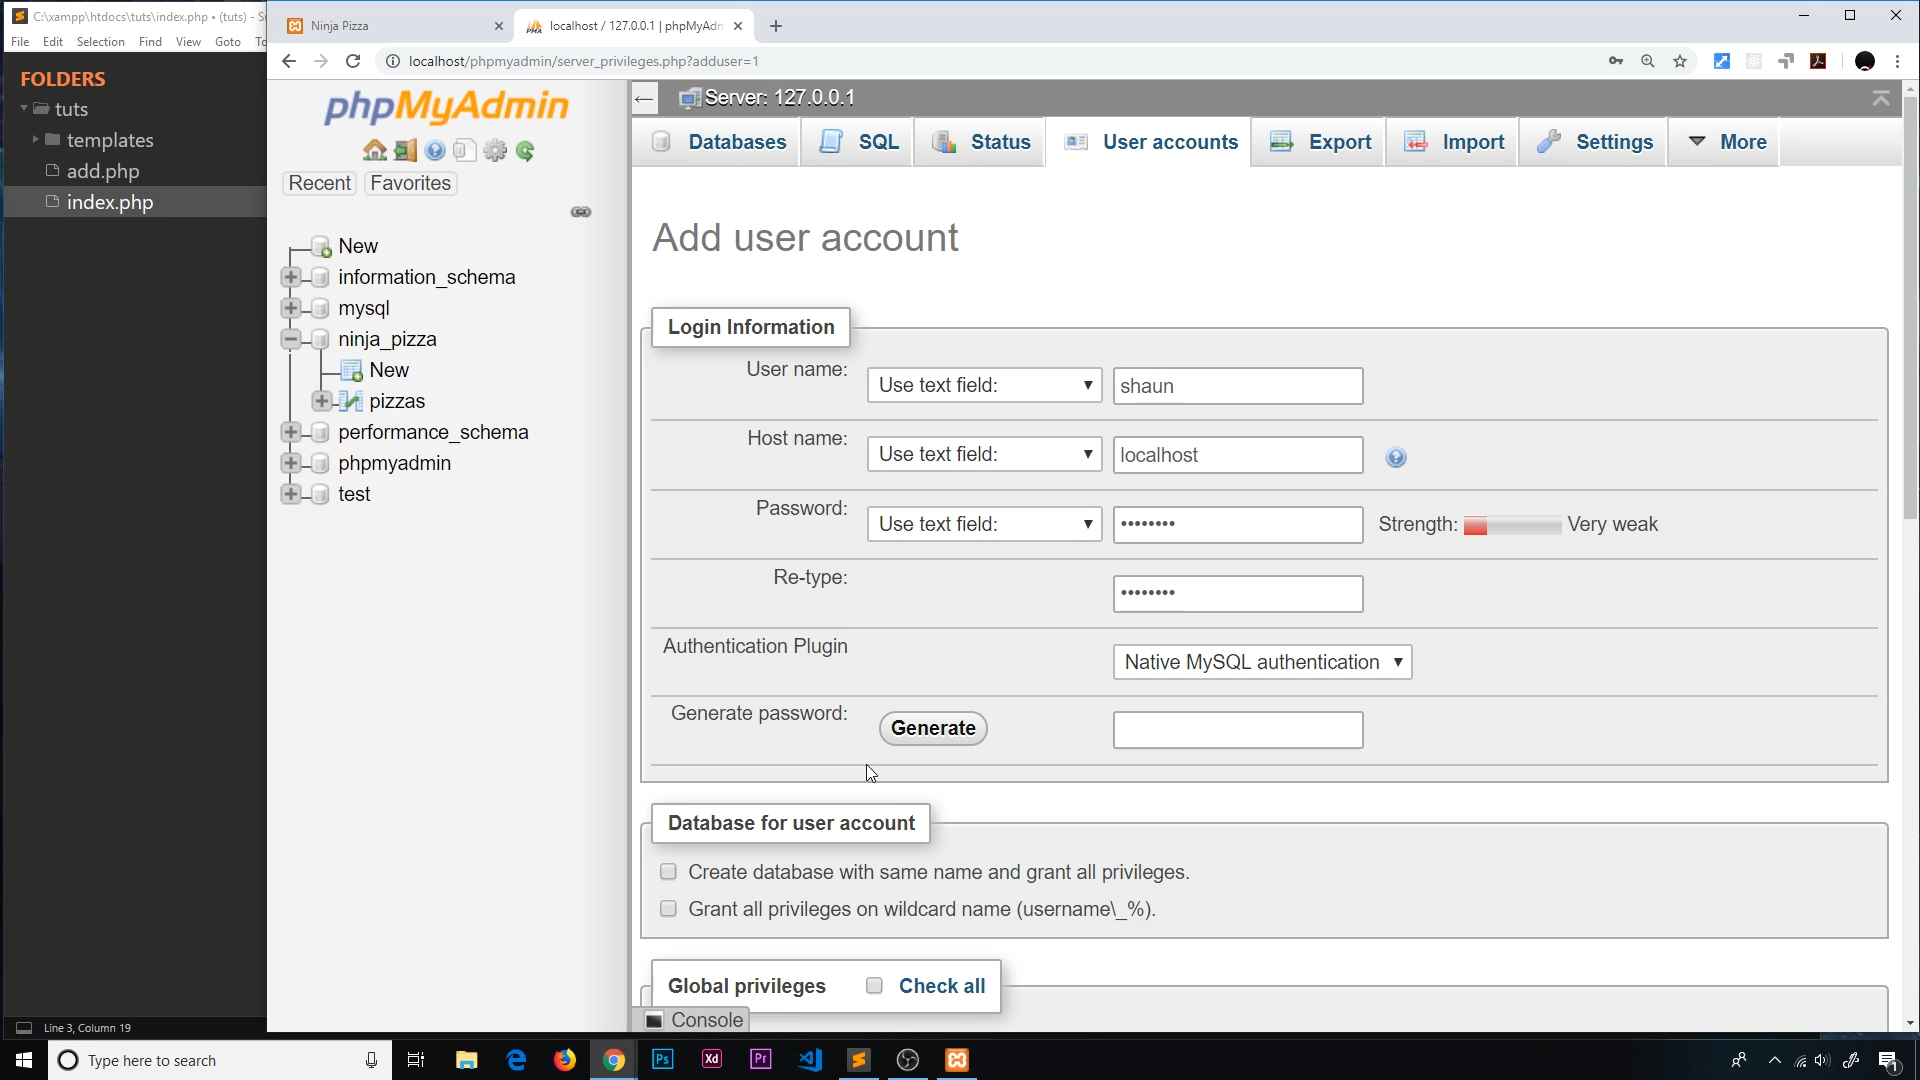 C:\xampp\htdocs\tuts\index.php • (tuts) - S
File Edit Selection Find View Goto To
FOLDERS
tuts
templates
add.php
index.php
Line 3, Column 19
Ninja Pizza
localhost / 127.0.0.1 | phpMyAdm
localhost/phpmyadmin/server_privileges.php?adduser=1
phpMyAdmin
Recent Favorites
New
information_schema
mysql
ninja_pizza
New
pizzas
performance_schema
phpmyadmin
test
Server: 127.0.0.1
Databases SQL Status User accounts Export Import Settings More
Add user account
Login Information
User name: Use text field: shaun
Host name: Use text field: localhost
Password: Use text field: •••••••• Strength: Very weak
Re-type: ••••••••
Authentication Plugin Native MySQL authentication
Generate password: Generate
Database for user account
Create database with same name and grant all privileges.
Grant all privileges on wildcard name (username\_%).
Global privileges Check all
Console
Type here to search
Ps Xd Pr
1